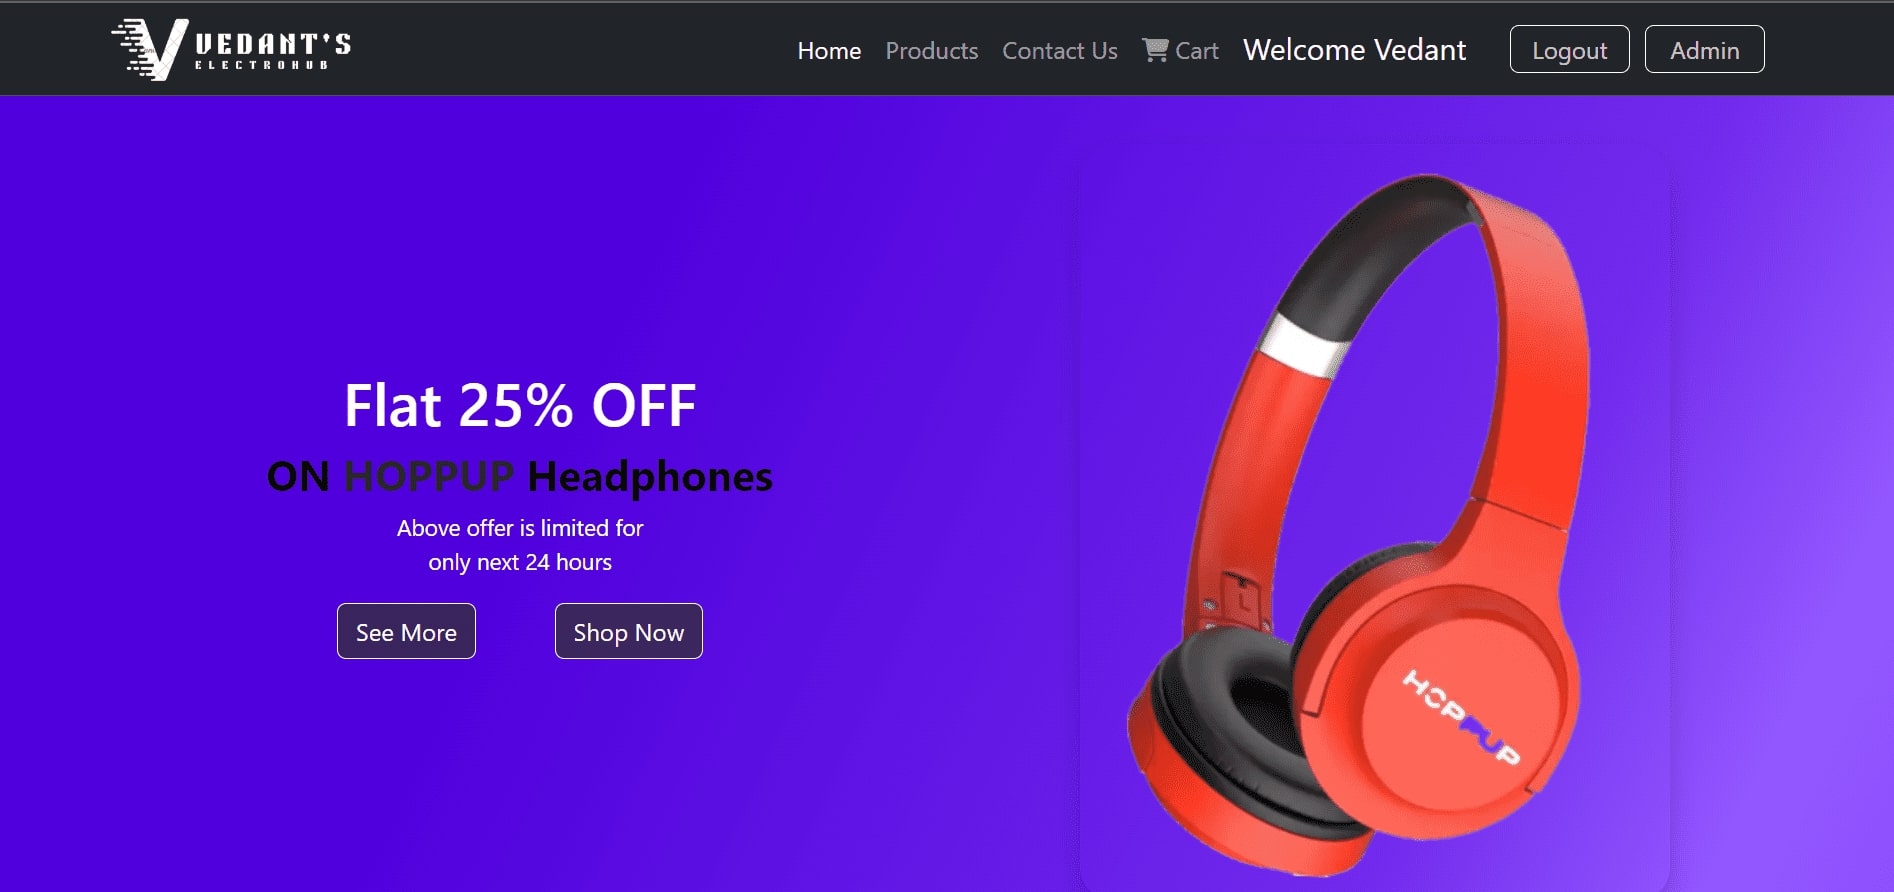 VEDANT'S
ELECTROHUB
Home Products Contact Us Cart Welcome Vedant Logout Admin
Flat 25% OFF
ON HOPPUP Headphones
Above offer is limited for
only next 24 hours
See More Shop Now
HOPPUP